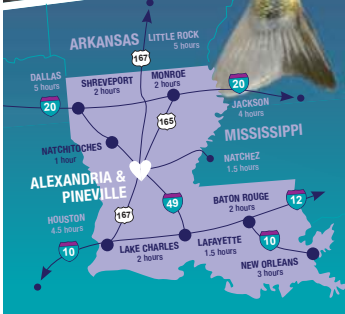 ARKANSAS
LITTLE ROCK
5 hours
167
DALLAS
5 hours
SHREVEPORT
2 hours
MONROE
2 hours
20
20
JACKSON
4 hours
165
MISSISSIPPI
NATCHITOCHES
1 hour
NATCHEZ
1.5 hours
ALEXANDRIA &
PINEVILLE
49
BATON ROUGE
2 hours
12
HOUSTON
4.5 hours
167
10
LAKE CHARLES
2 hours
LAFAYETTE
1.5 hours
10
NEW ORLEANS
3 hours